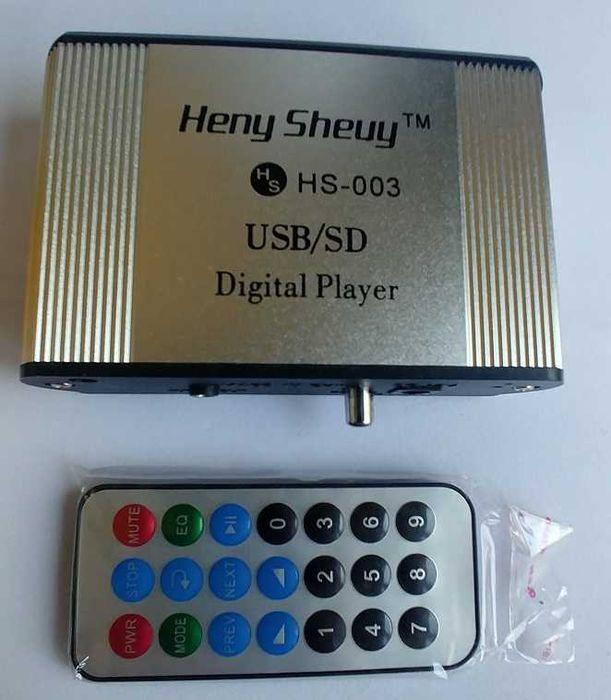 Heny Sheuy™
HS HS-003
USB/SD
Digital Player
MUTE EQ ⏯ 0 3 6 9
STOP NEXT 2 5 8
PWR MODE PREV 1 4 7